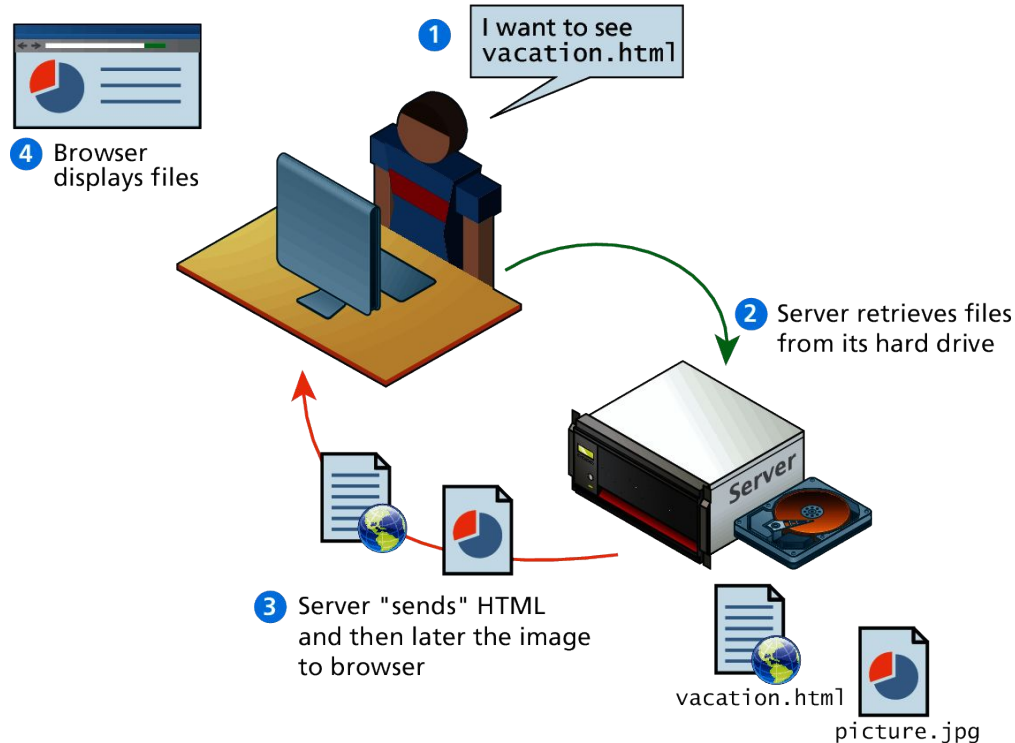 1
I want to see
vacation.html
4
Browser
displays files
2
Server retrieves files
from its hard drive
Server
3
Server "sends" HTML
and then later the image
to browser
vacation.html
picture.jpg